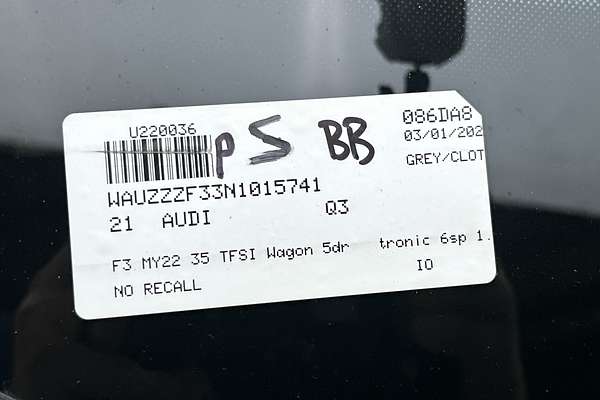 U220036
p S BB
086DA8
03/01/202
GREY/CLOT
WAUZZZF33N1015741
21 AUDI Q3
F3 MY22 35 TFSI Wagon 5dr tronic 6sp 1.
NO RECALL IO